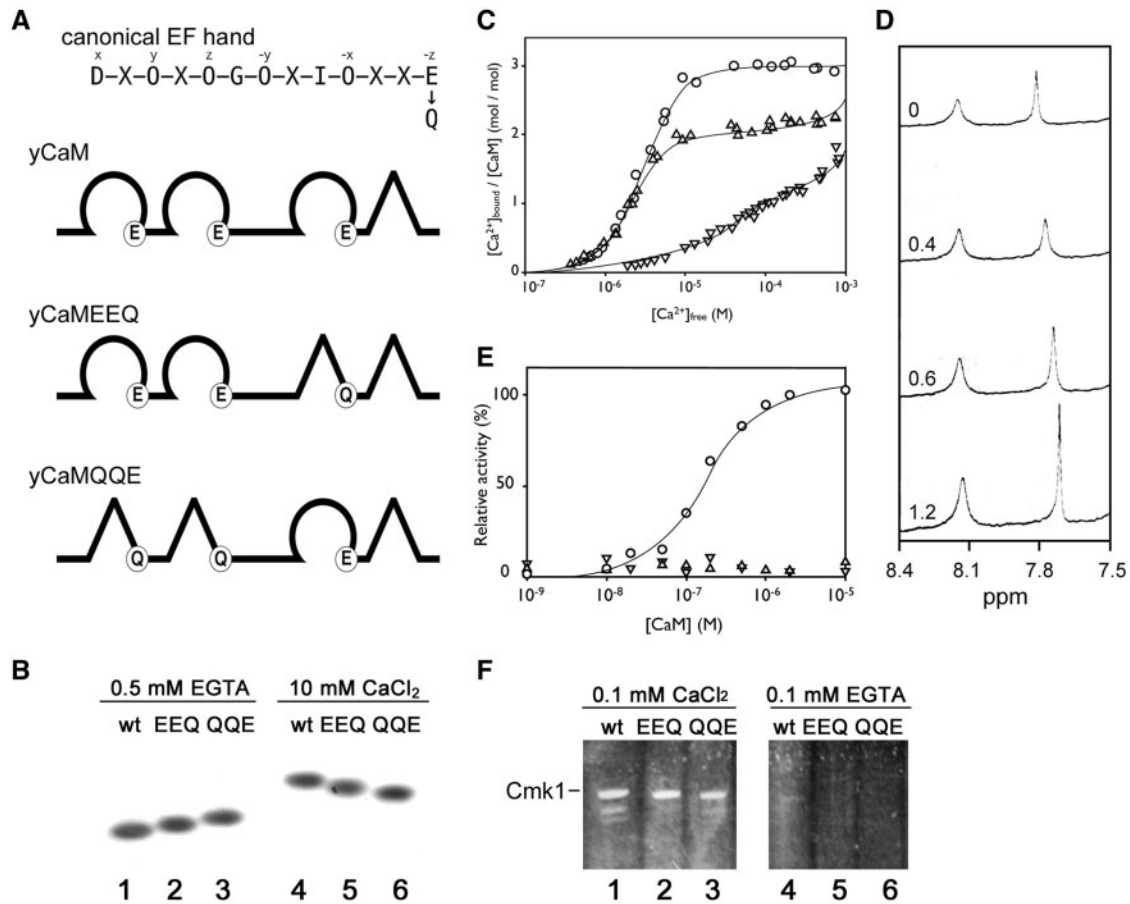 A
canonical EF hand
x y z -y -x -z
D-X-O-X-O-G-O-X-I-O-X-X-E
↓
Q
yCaM
E E E
yCaMEEQ
E E Q
yCaMQQE
Q Q E
B
0.5 mM EGTA 10 mM CaCl2
wt EEQ QQE wt EEQ QQE
1 2 3 4 5 6
C
[Ca2+]bound / [CaM] (mol / mol)
3
2
1
0
10-7 10-6 10-5 10-4 10-3
[Ca2+]free (M)
D
0
0.4
0.6
1.2
8.4 8.1 7.8 7.5
ppm
E
Relative activity (%)
100
50
0
10-9 10-8 10-7 10-6 10-5
[CaM] (M)
F
0.1 mM CaCl2 0.1 mM EGTA
wt EEQ QQE wt EEQ QQE
Cmk1
1 2 3 4 5 6